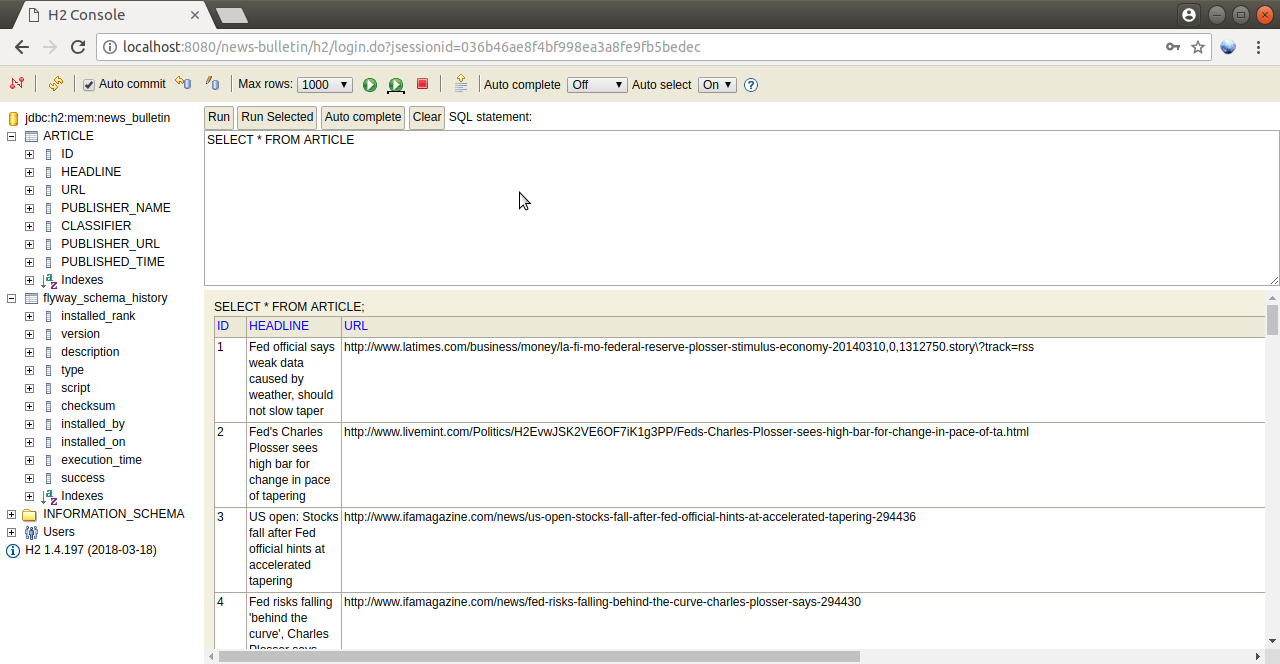 H2 Console
localhost:8080/news-bulletin/h2/login.do?jsessionid=036b46ae8f4bf998ea3a8fe9fb5bedec
Auto commit Max rows: 1000 Auto complete Off Auto select On
jdbc:h2:mem:news_bulletin
ARTICLE
ID
HEADLINE
URL
PUBLISHER_NAME
CLASSIFIER
PUBLISHER_URL
PUBLISHED_TIME
Indexes
flyway_schema_history
installed_rank
version
description
type
script
checksum
installed_by
installed_on
execution_time
success
Indexes
INFORMATION_SCHEMA
Users
H2 1.4.197 (2018-03-18)
Run Run Selected Auto complete Clear SQL statement:
SELECT * FROM ARTICLE
SELECT * FROM ARTICLE;
ID HEADLINE URL
1 Fed official says http://www.latimes.com/business/money/la-fi-mo-federal-reserve-plosser-stimulus-economy-20140310,0,1312750.story\?track=rss
weak data
caused by
weather, should
not slow taper
2 Fed's Charles http://www.livemint.com/Politics/H2EvwJSK2VE6OF7iK1g3PP/Feds-Charles-Plosser-sees-high-bar-for-change-in-pace-of-ta.html
Plosser sees
high bar for
change in pace
of tapering
3 US open: Stocks http://www.ifamagazine.com/news/us-open-stocks-fall-after-fed-official-hints-at-accelerated-tapering-294436
fall after Fed
official hints at
accelerated
tapering
4 Fed risks falling http://www.ifamagazine.com/news/fed-risks-falling-behind-the-curve-charles-plosser-says-294430
'behind the
curve', Charles
Plosser says